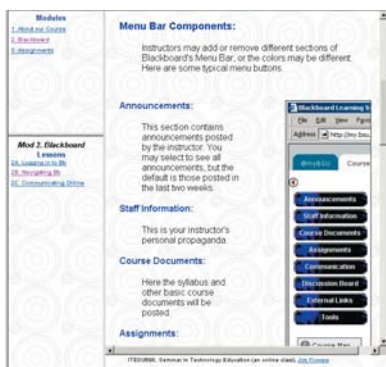 Modules
1. About our Course
2. Blackboard
3. Assignments
Mod 2. Blackboard
Lessons
2A. Logging in to Bb
2B. Navigating Bb
2C. Communicating Online
Menu Bar Components:
Instructors may add or remove different sections of
Blackboard's Menu Bar, or the colors may be different.
Here are some typical menu buttons.
Announcements:
This section contains
announcements posted
by the instructor. You
may select to see all
announcements, but the
default is those posted in
the last two weeks.
Staff Information:
This is your instructor's
personal propaganda.
Course Documents:
Here the syllabus and
other basic course
documents will be
posted.
Assignments:
Blackboard Learning S
File Edit View Favo
Address http://my.bsu.
@myBSU Course
Announcements
Staff Information
Course Documents
Assignments
Communication
Discussion Board
External Links
Tools
Course Map
Seminar in Technology Education (an online class), Jim Flowers